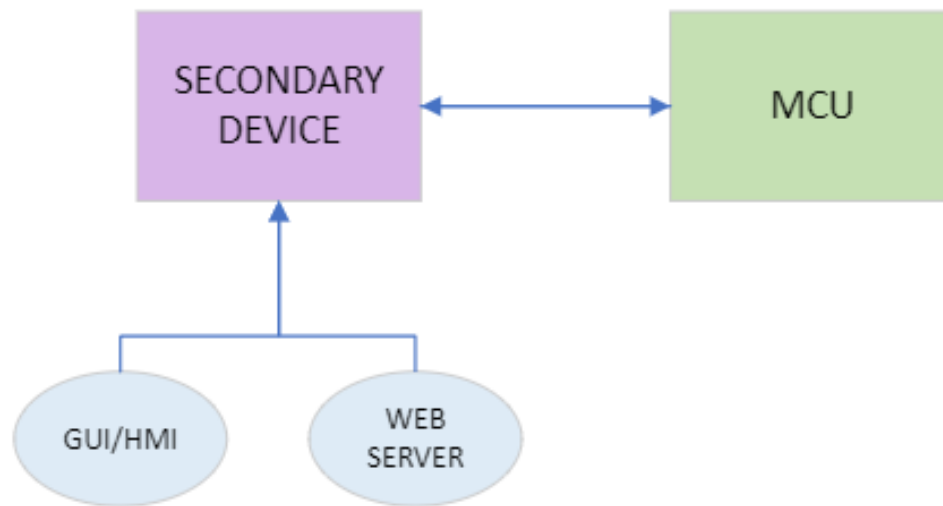 SECONDARY
DEVICE
MCU
GUI/HMI
WEB
SERVER